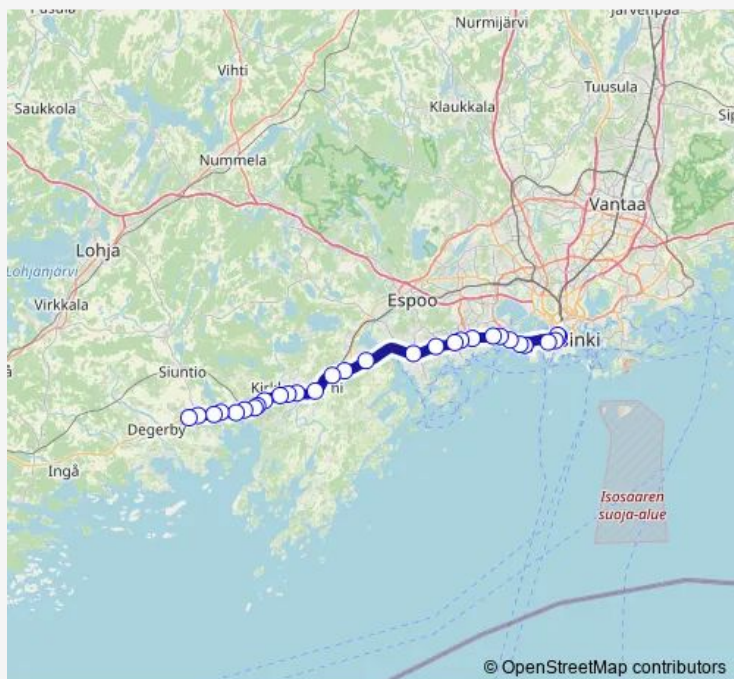 Nurmijärvi
Järvenpää
Vihti
Tuusula
Saukkola
Klaukkala
Nummela
Vantaa
Lohja
Lohjanjärvi
Espoo
Virkkala
Siuntio
Degerby
Ingå
Isosaaren
suoja-alue
© OpenStreetMap contributors